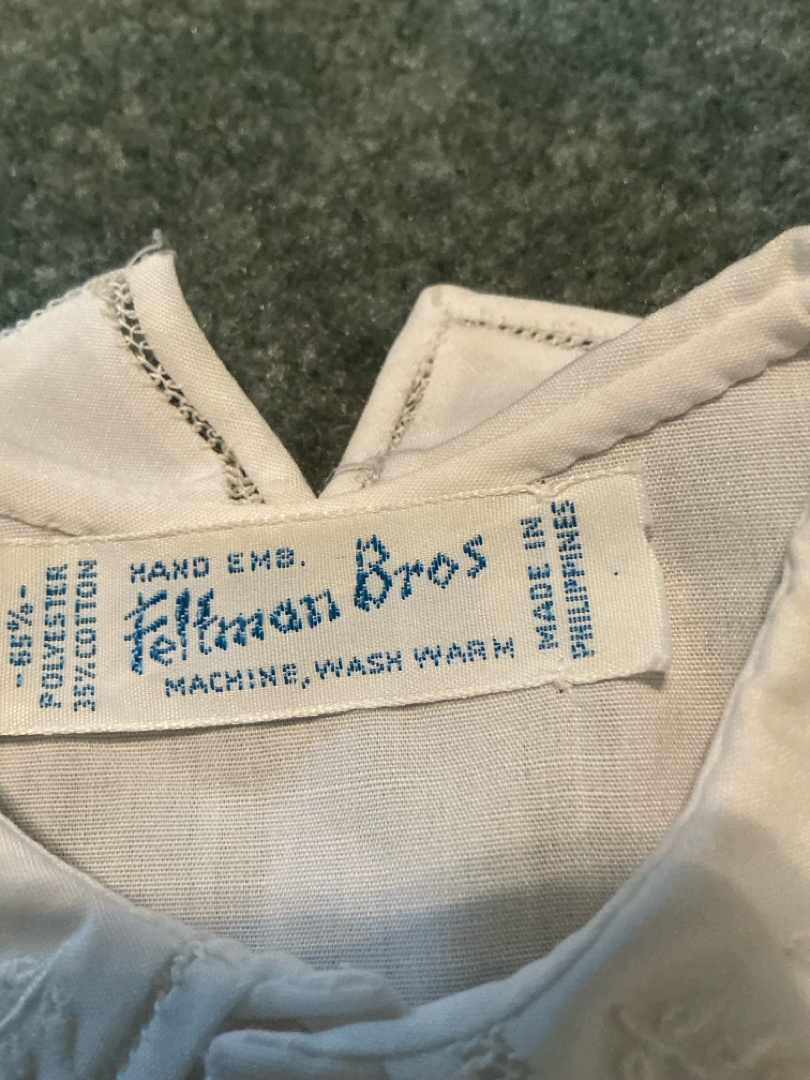 -65%-
POLYESTER
35% COTTON
HAND EMB.
Feltman Bros
MACHINE, WASH WARM
MADE IN
PHILIPPINES